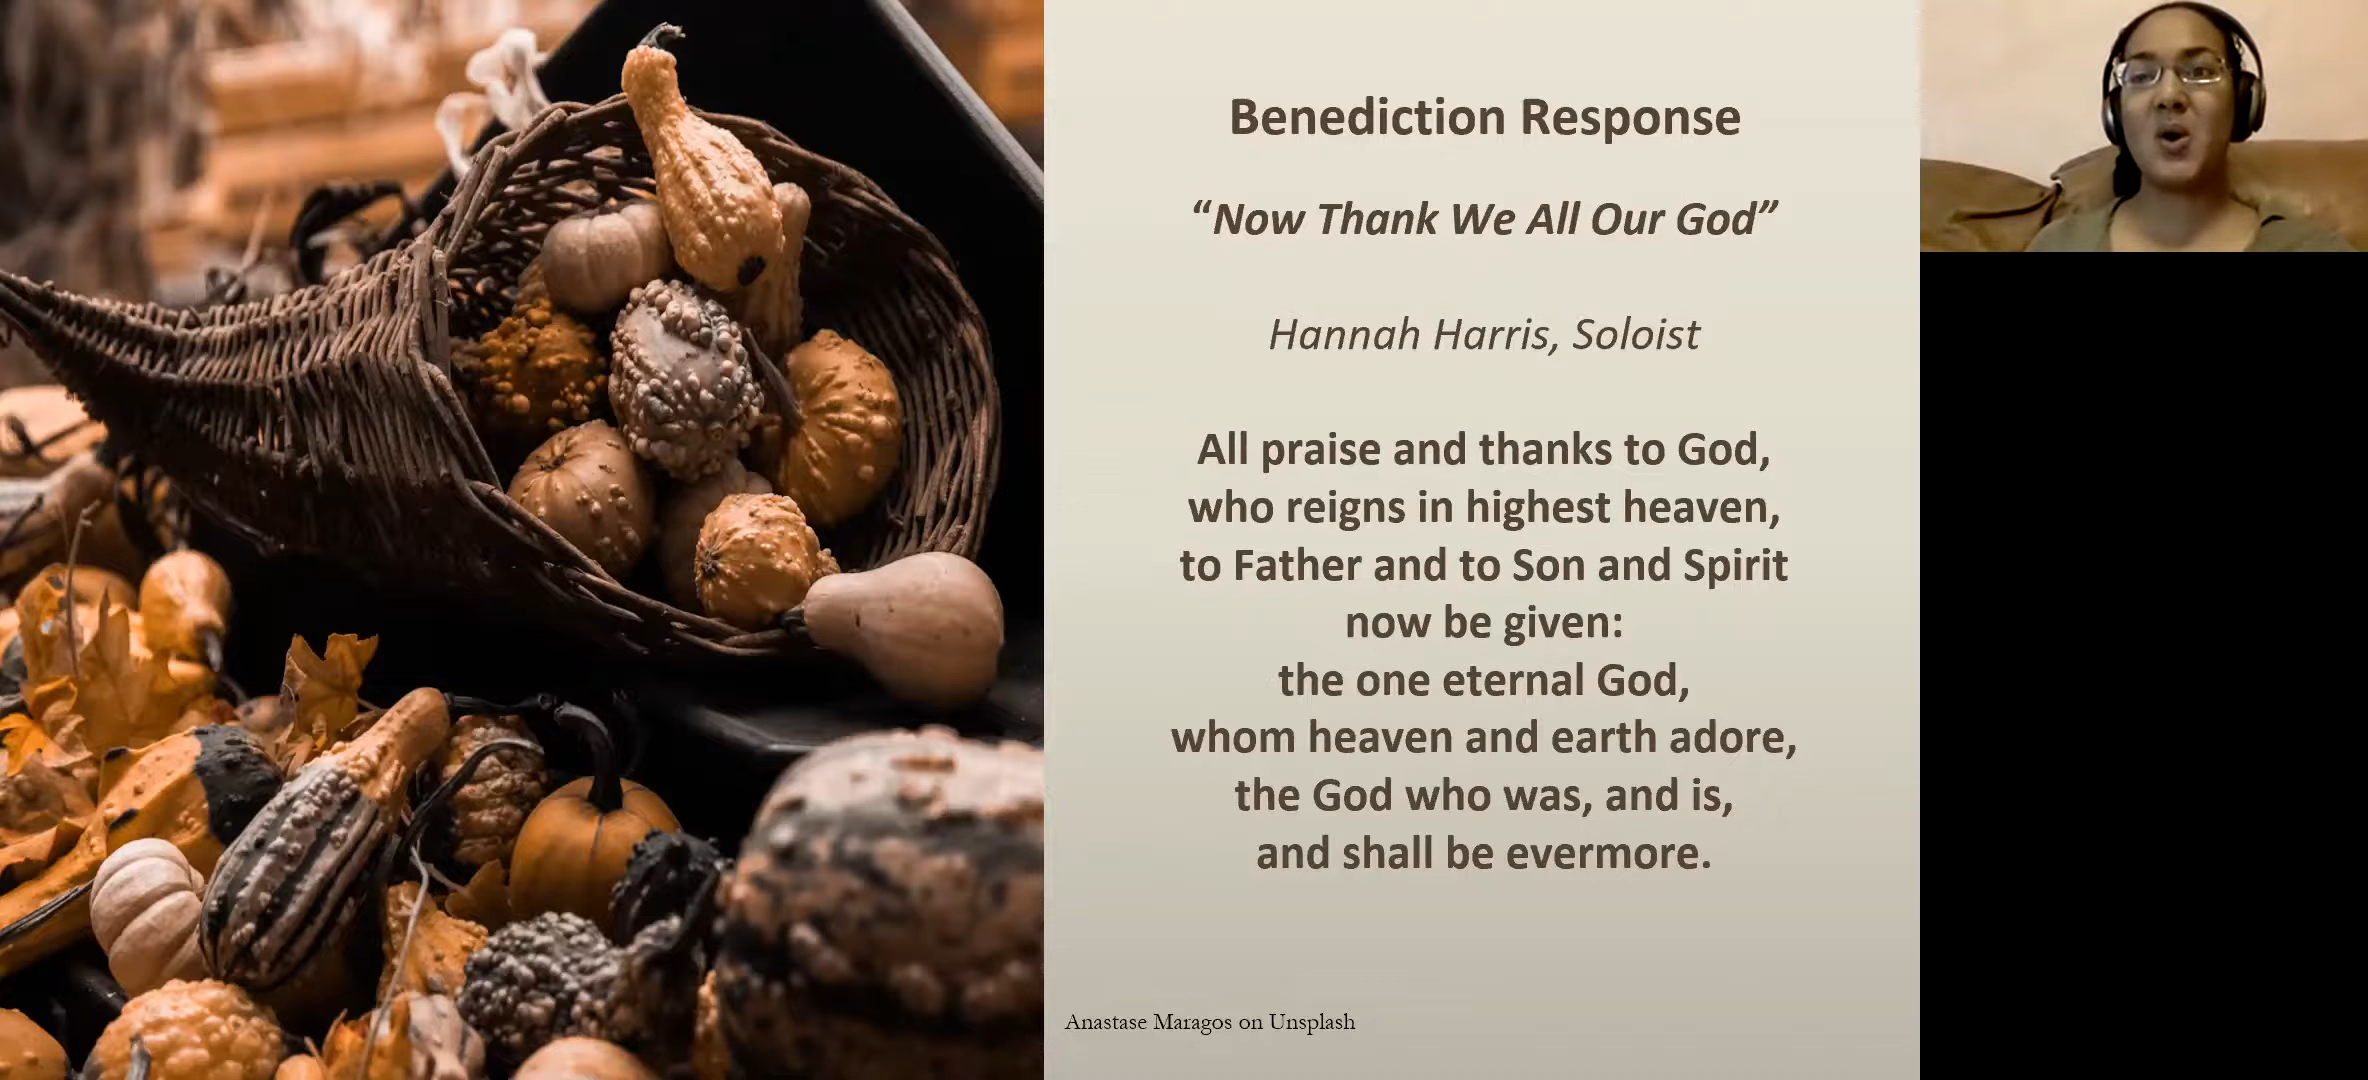 Benediction Response
“Now Thank We All Our God”
Hannah Harris, Soloist
All praise and thanks to God,
who reigns in highest heaven,
to Father and to Son and Spirit
now be given:
the one eternal God,
whom heaven and earth adore,
the God who was, and is,
and shall be evermore.
Anastase Maragos on Unsplash